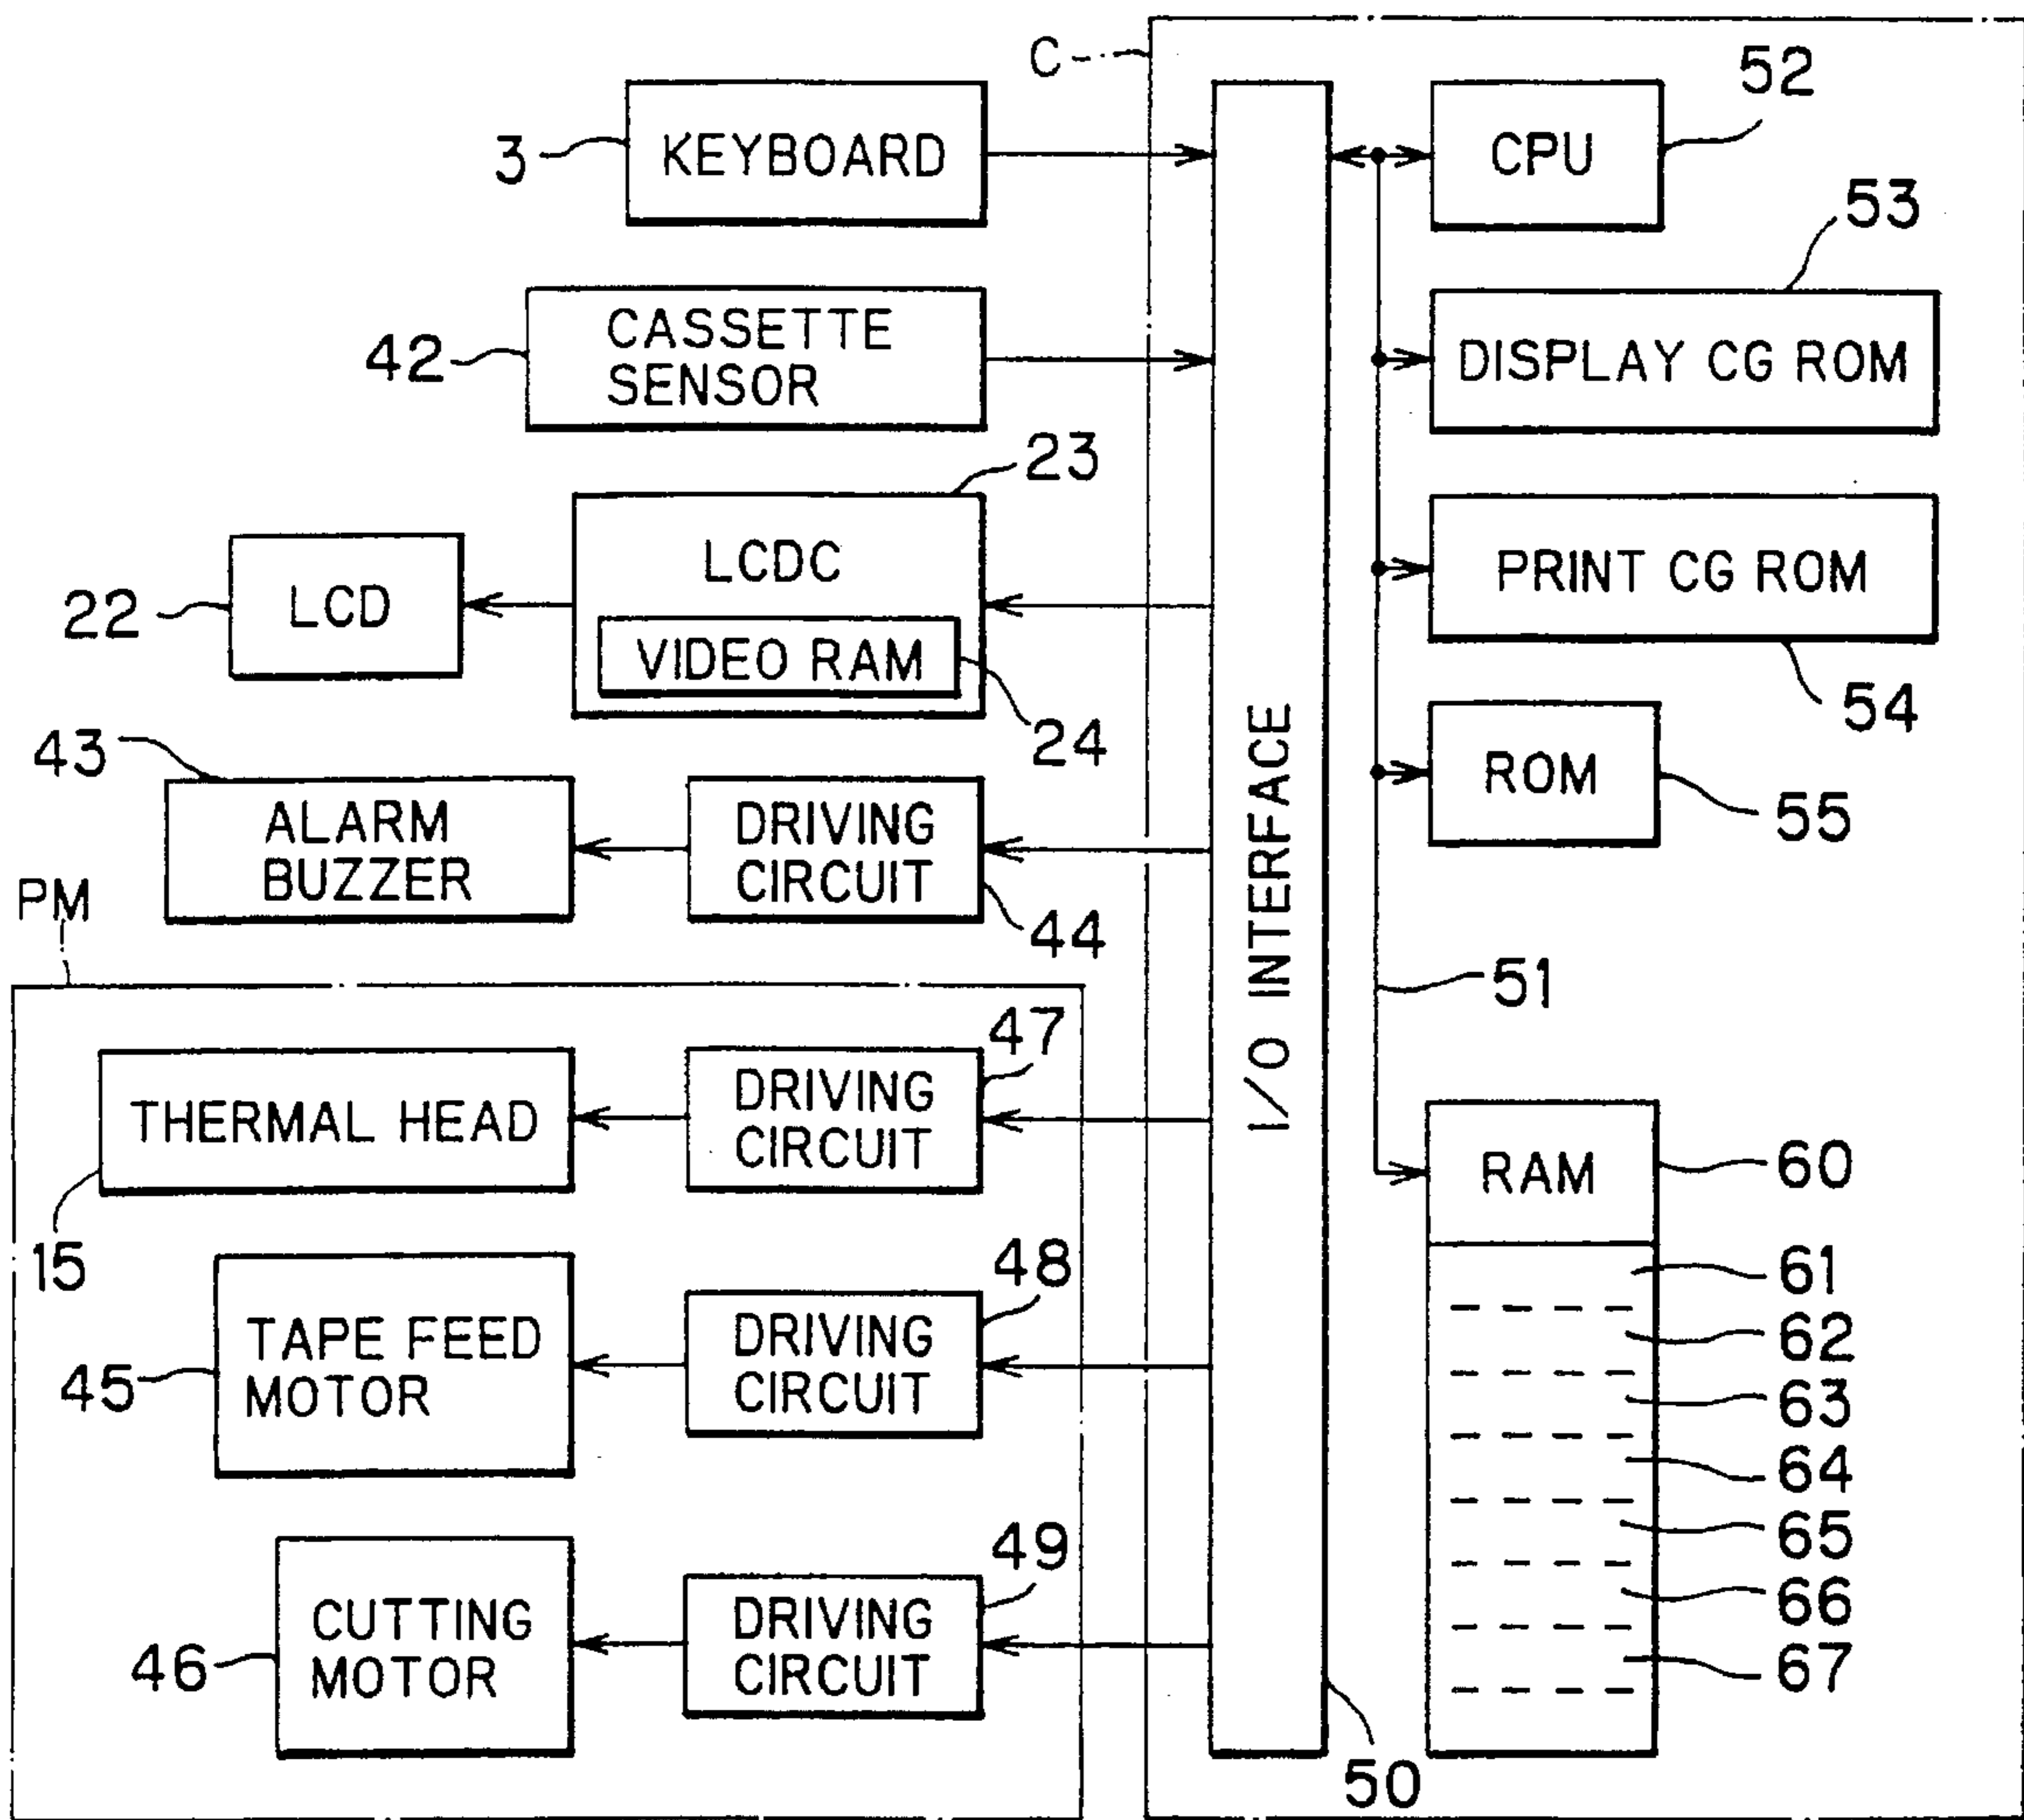 C
52
3
KEYBOARD
CPU
53
42
CASSETTE
SENSOR
DISPLAY CG ROM
23
LCDC
22
LCD
VIDEO RAM
24
PRINT CG ROM
54
43
ALARM
BUZZER
DRIVING
CIRCUIT
44
ROM
55
I/O INTERFACE
PM
51
47
THERMAL HEAD
DRIVING
CIRCUIT
15
RAM
60
48
TAPE FEED
MOTOR
45
DRIVING
CIRCUIT
61
62
63
64
65
66
67
49
CUTTING
MOTOR
46
DRIVING
CIRCUIT
50